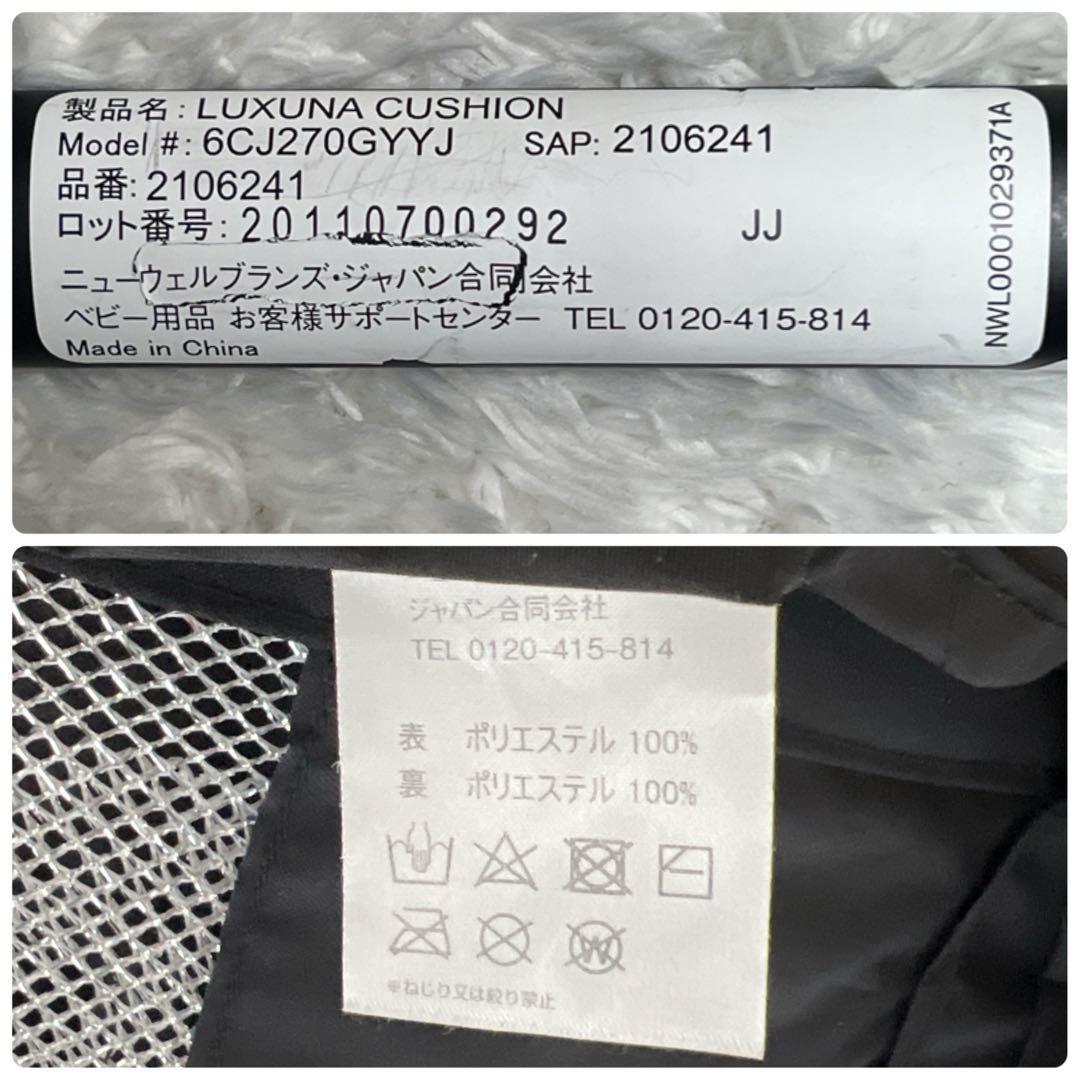 製品名: LUXUNA CUSHION
Model #: 6CJ270GYYJ SAP: 2106241
品番: 2106241
ロット番号: 20110700292 JJ
ニューウェルブランズ・ジャパン合同会社
ベビー用品 お客様サポートセンター TEL 0120-415-814
Made in China
NWL0001029371A
ジャパン合同会社
TEL 0120-415-814
表 ポリエステル 100%
裏 ポリエステル 100%
W
※ねじり又は絞り禁止